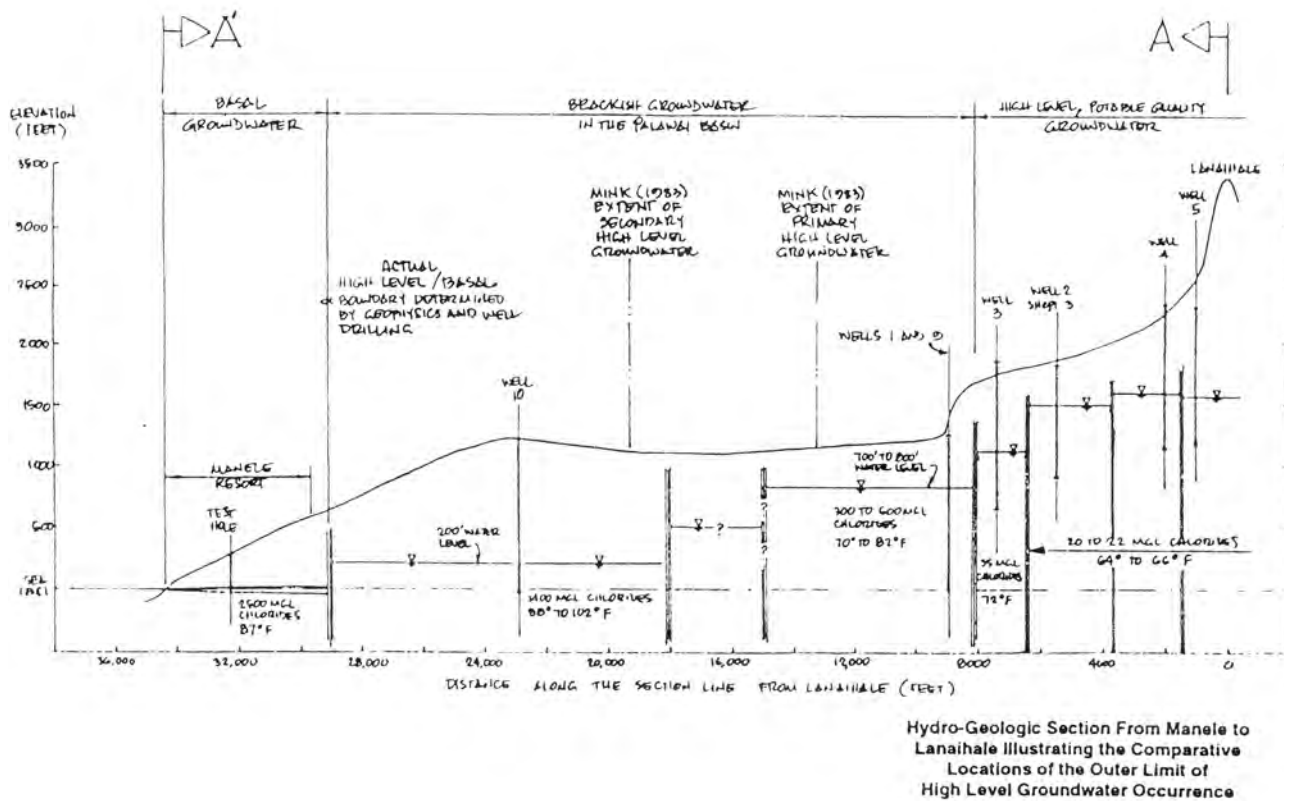 A'
A
ELEVATION
(FEET)
BASAL
GROUNDWATER
BRACKISH GROUNDWATER
IN THE PALAWAI BASIN
HIGH LEVEL, POTABLE QUALITY
GROUNDWATER
3500
3000
2500
2000
1500
1000
500
SEA
LEVEL
LANAIHALE
WELL
5
WELL
4
WELL 2
SHAFT 3
WELL
3
WELLS 1 AND 9
MINK (1983)
EXTENT OF
SECONDARY
HIGH LEVEL
GROUNDWATER
MINK (1983)
EXTENT OF
PRIMARY
HIGH LEVEL
GROUNDWATER
ACTUAL
HIGH LEVEL / BASAL
BOUNDARY DETERMINED
BY GEOPHYSICS AND WELL
DRILLING
WELL
10
MANELE
RESORT
TEST
HOLE
200' WATER
LEVEL
?
?
?
700' TO 800'
WATER LEVEL
300 TO 600 MGL
CHLORIDES
70° TO 82°F
20 TO 22 MGL CHLORIDES
64° TO 66° F
35 MGL
CHLORIDES
72°F
2500 MGL
CHLORIDES
87°F
CHLORIDES
88° TO 102° F
36,000
32,000
28,000
24,000
20,000
16,000
12,000
8000
4000
0
DISTANCE ALONG THE SECTION LINE FROM LANAIHALE (FEET)
Hydro-Geologic Section From Manele to
Lanaihale Illustrating the Comparative
Locations of the Outer Limit of
High Level Groundwater Occurrence